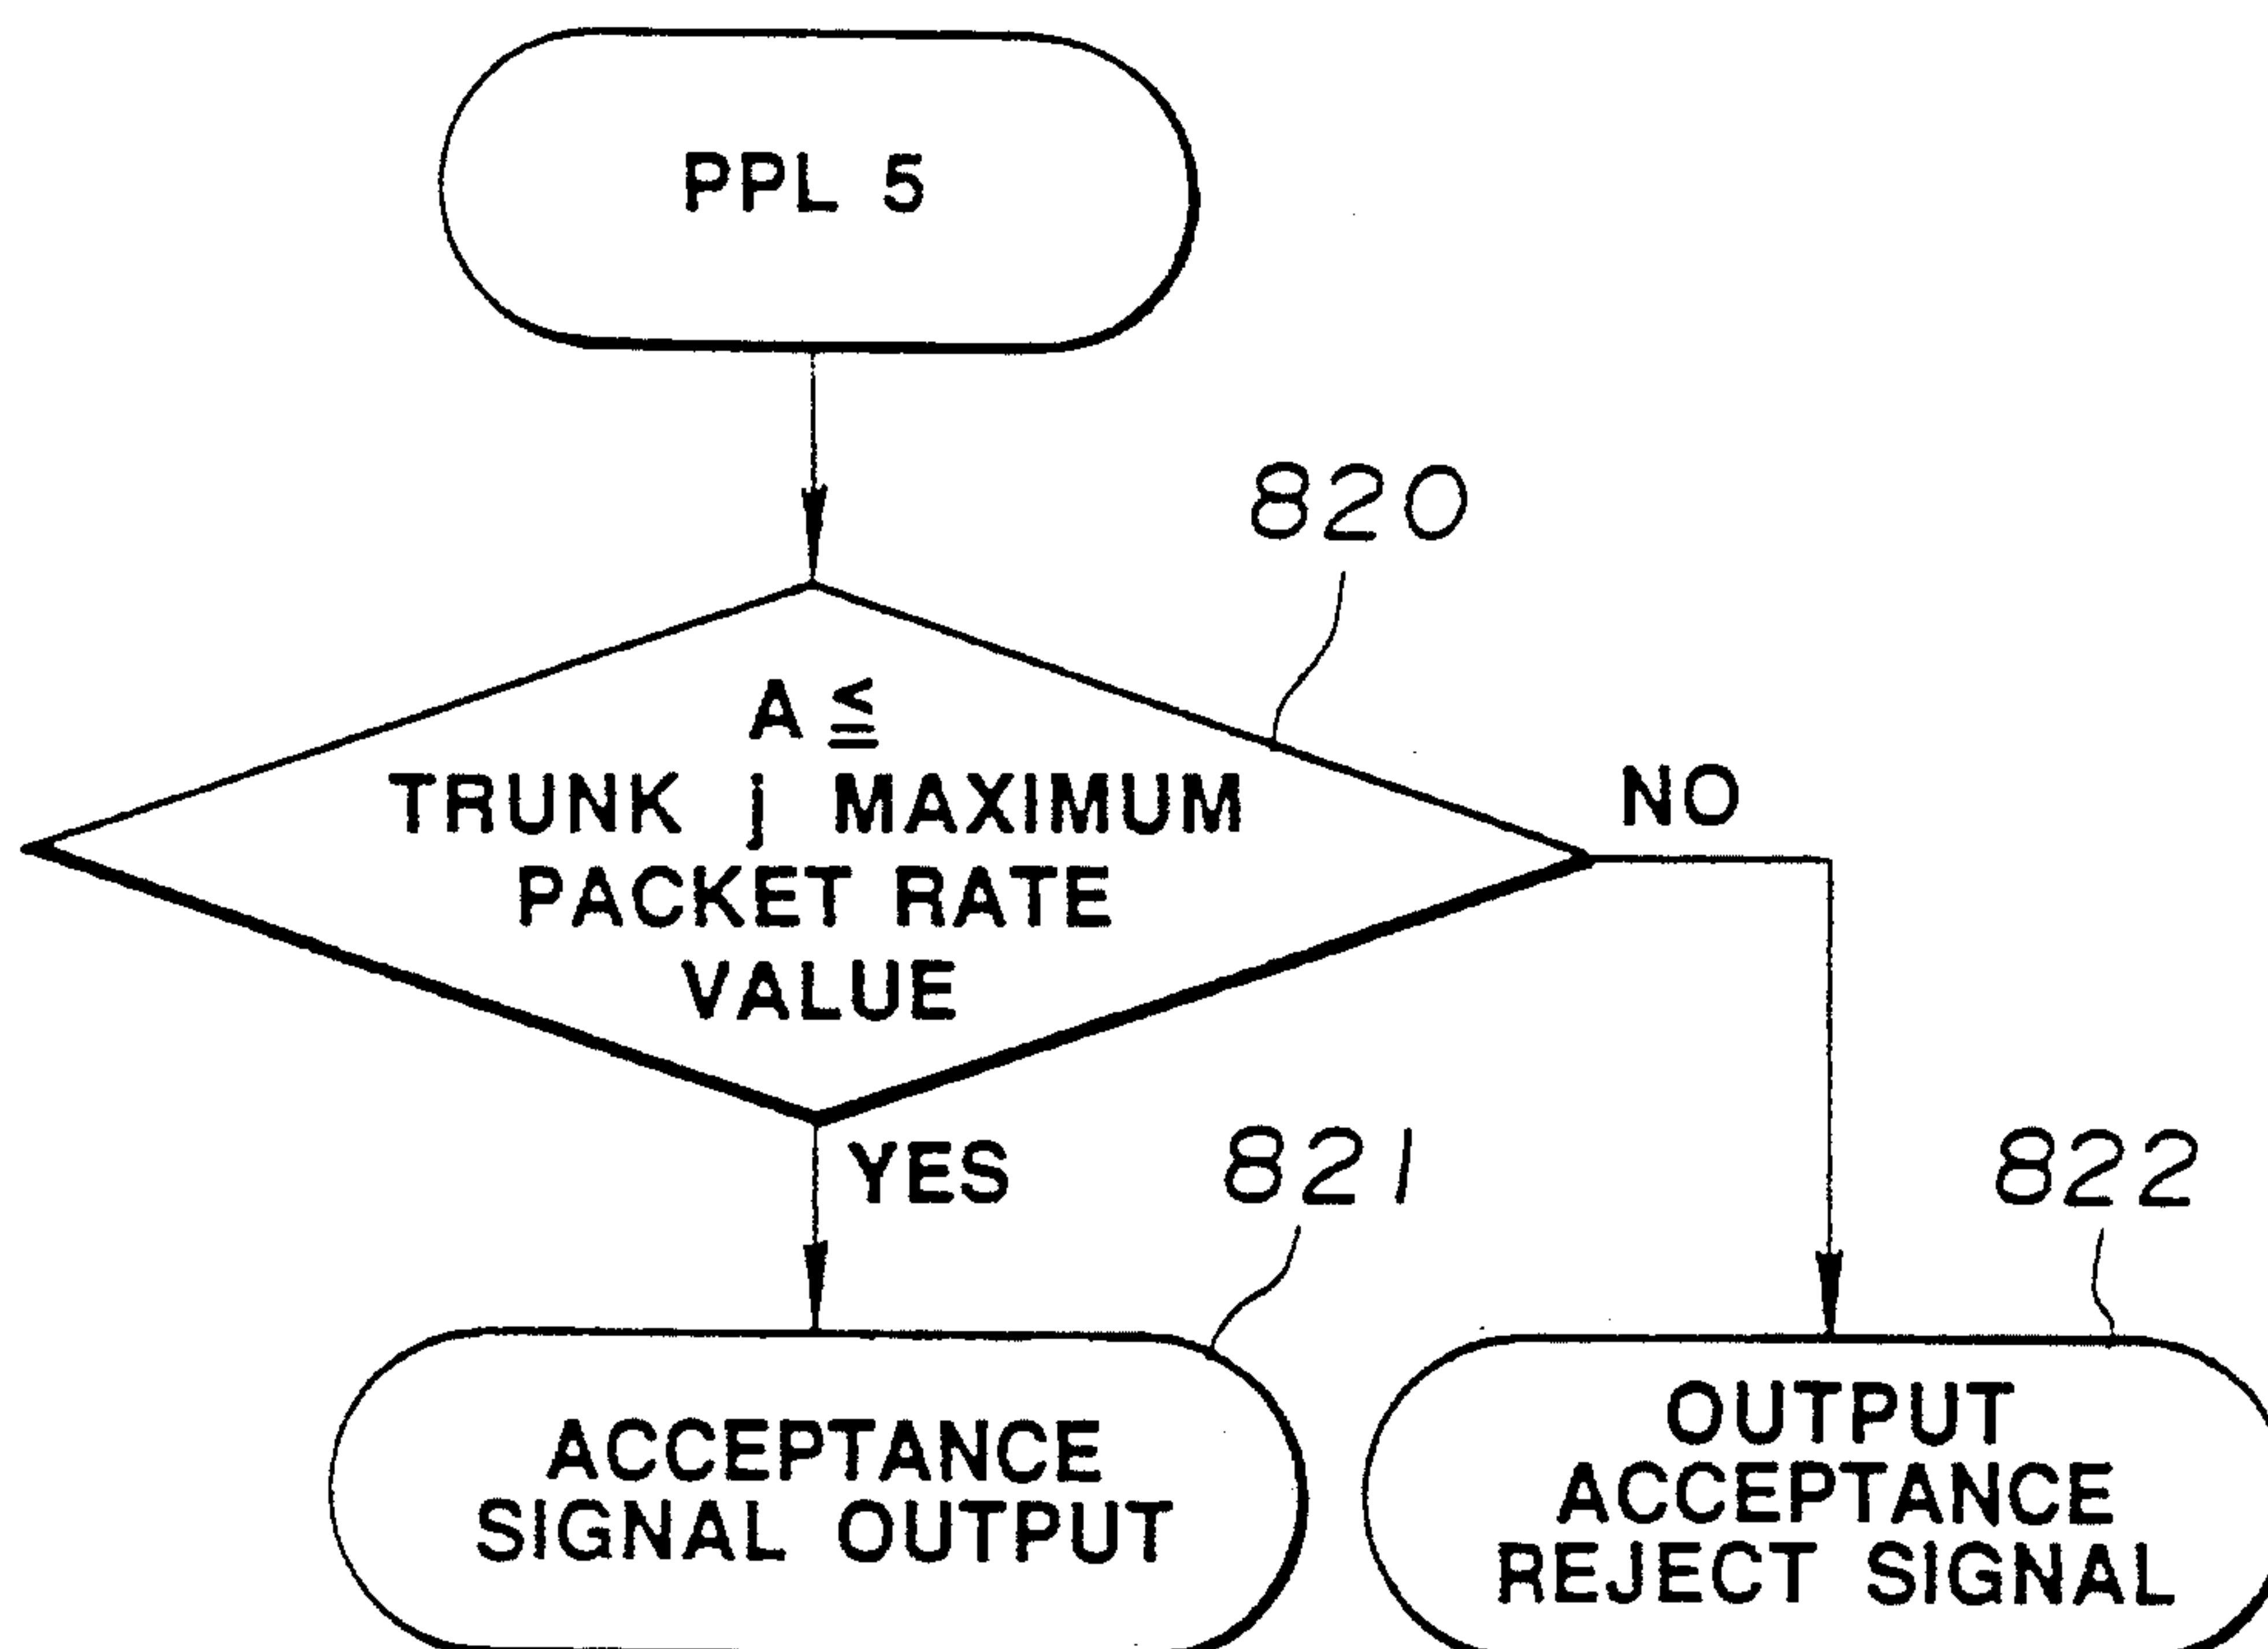 PPL 5
820
A ≦
TRUNK j MAXIMUM
PACKET RATE
VALUE
NO
YES
821
822
ACCEPTANCE
SIGNAL OUTPUT
OUTPUT
ACCEPTANCE
REJECT SIGNAL